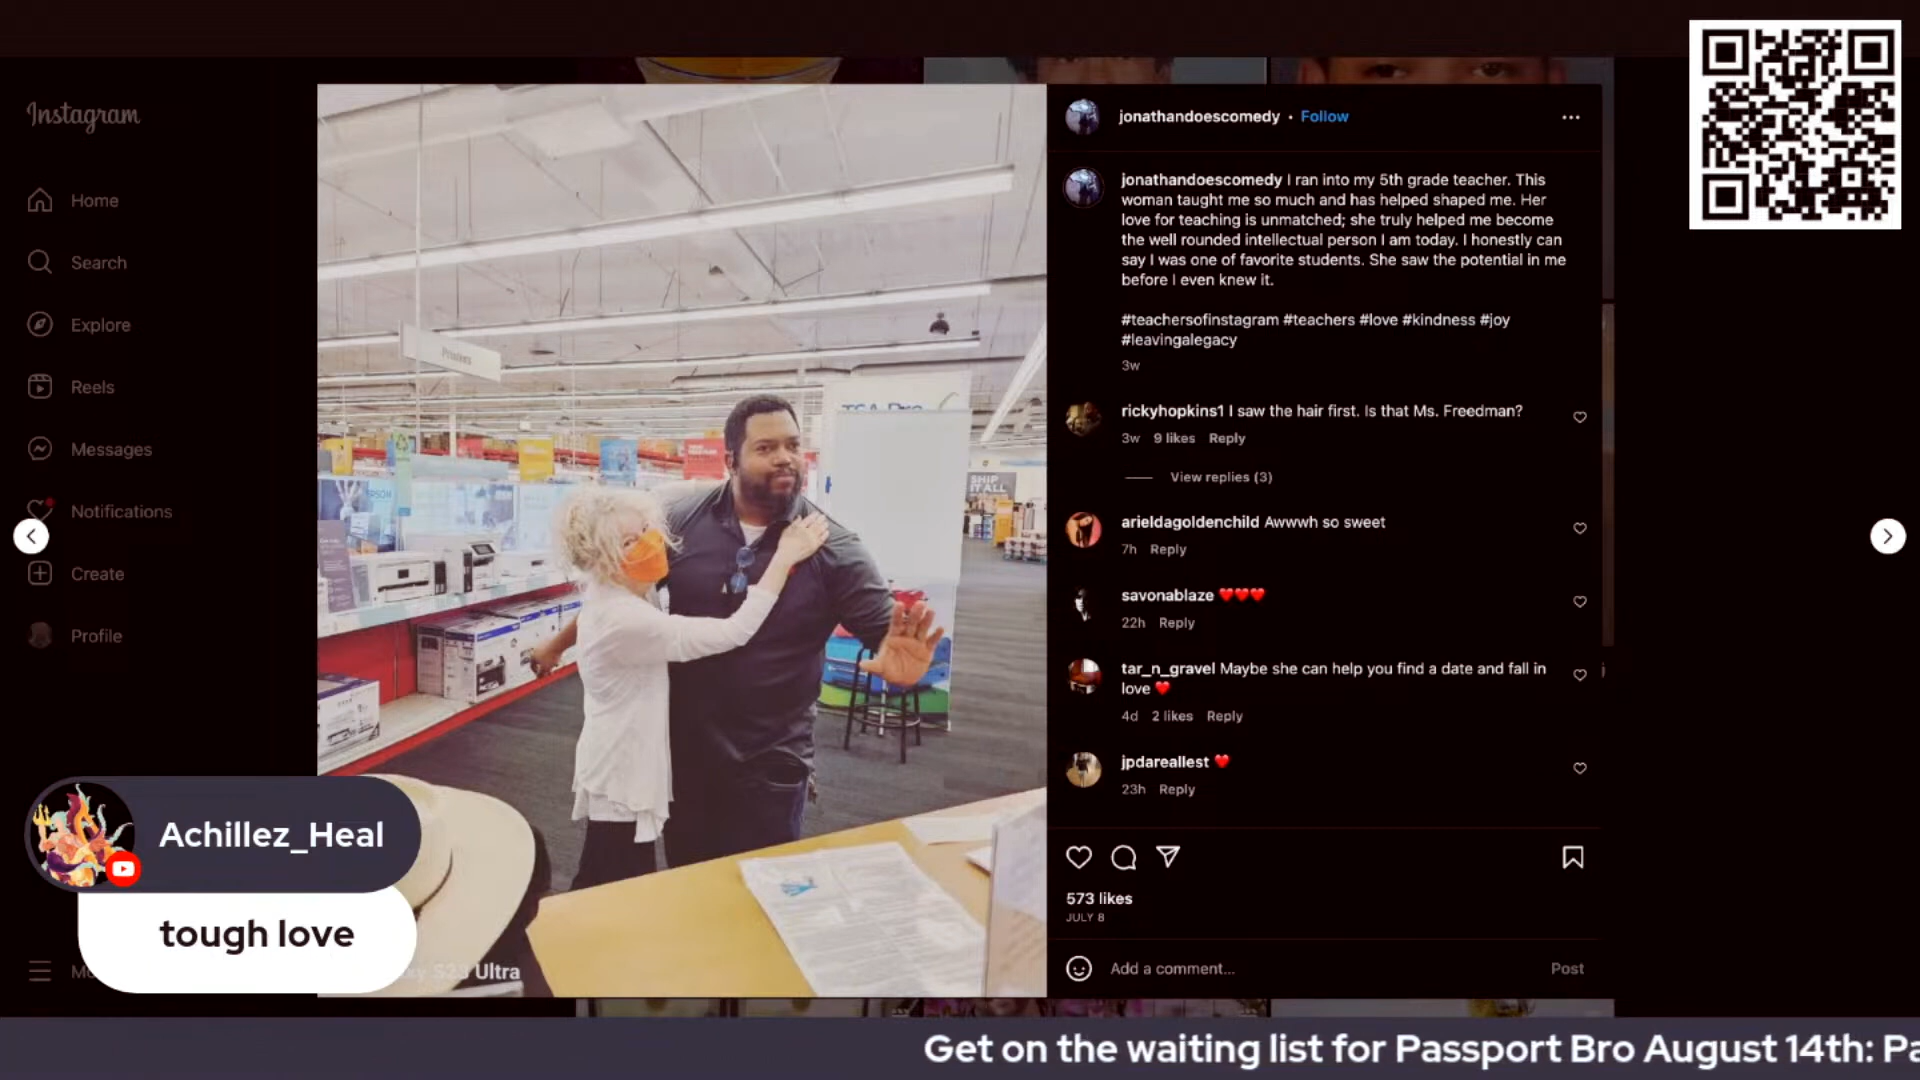 Instagram
Home
Search
Explore
Reels
Messages
Notifications
Create
Profile
Printers
SHIP
IT ALL
jonathandoescomedy • Follow
jonathandoescomedy I ran into my 5th grade teacher. This
woman taught me so much and has helped shaped me. Her
love for teaching is unmatched; she truly helped me become
the well rounded intellectual person I am today. I honestly can
say I was one of favorite students. She saw the potential in me
before I even knew it.
#teachersofinstagram #teachers #love #kindness #joy
#leavingalegacy
3w
rickyhopkins1 I saw the hair first. Is that Ms. Freedman?
3w 9 likes Reply
View replies (3)
arieldagoldenchild Awwwh so sweet
7h Reply
savonablaze ❤️❤️❤️
22h Reply
tar_n_gravel Maybe she can help you find a date and fall in
love ❤️
4d 2 likes Reply
jpdareallest ❤️
23h Reply
573 likes
JULY 8
Add a comment... Post
Achillez_Heal
tough love
S23 Ultra
Get on the waiting list for Passport Bro August 14th: Pa